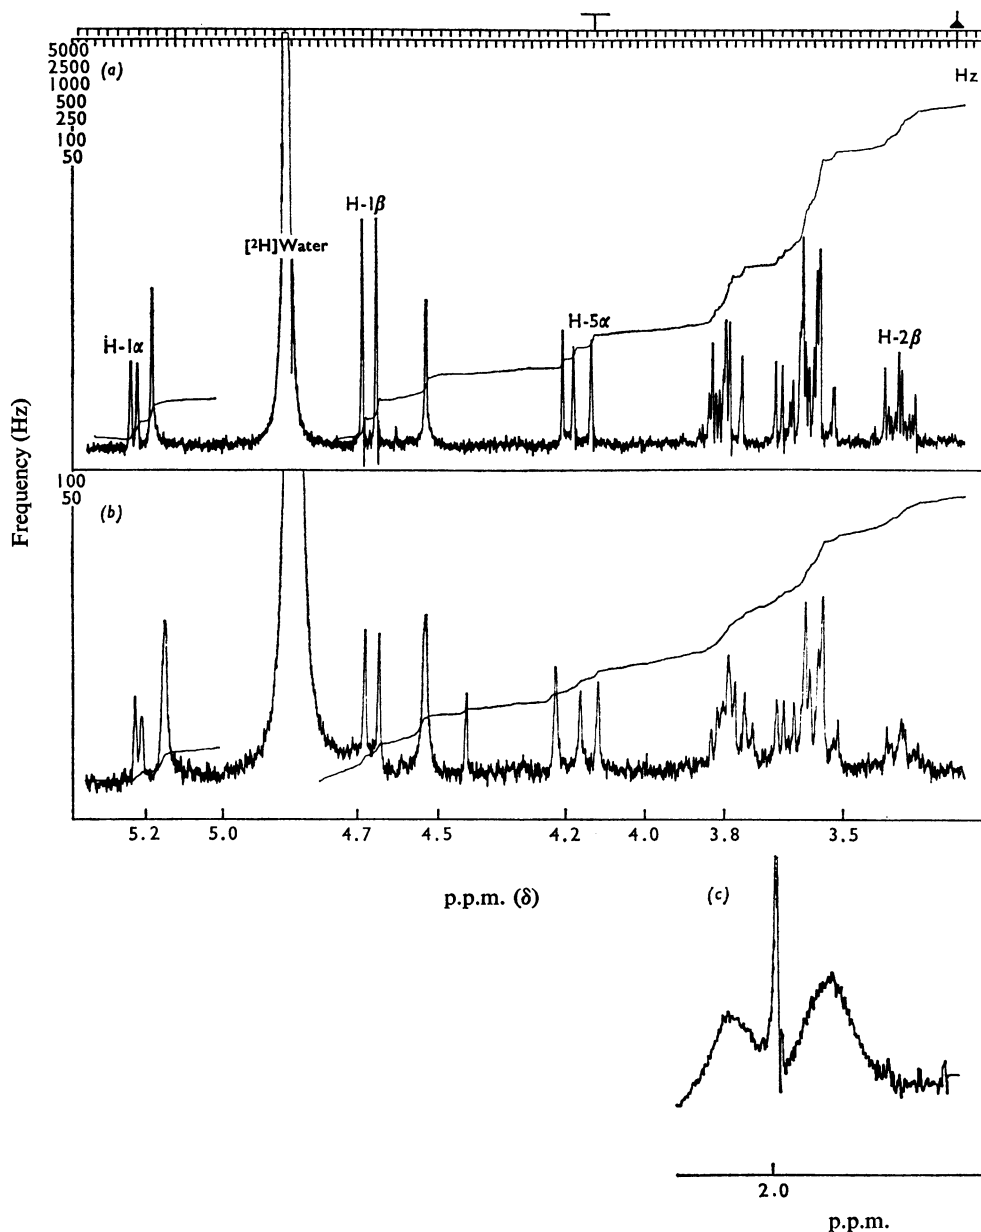 5000
2500
1000
500
250
100
50
(a)
Hz
H-1β
[²H]Water
H-1α
H-5α
H-2β
Frequency (Hz)
100
50
(b)
5.2 5.0 4.7 4.5 4.2 4.0 3.8 3.5
p.p.m. (δ)
(c)
2.0
p.p.m.